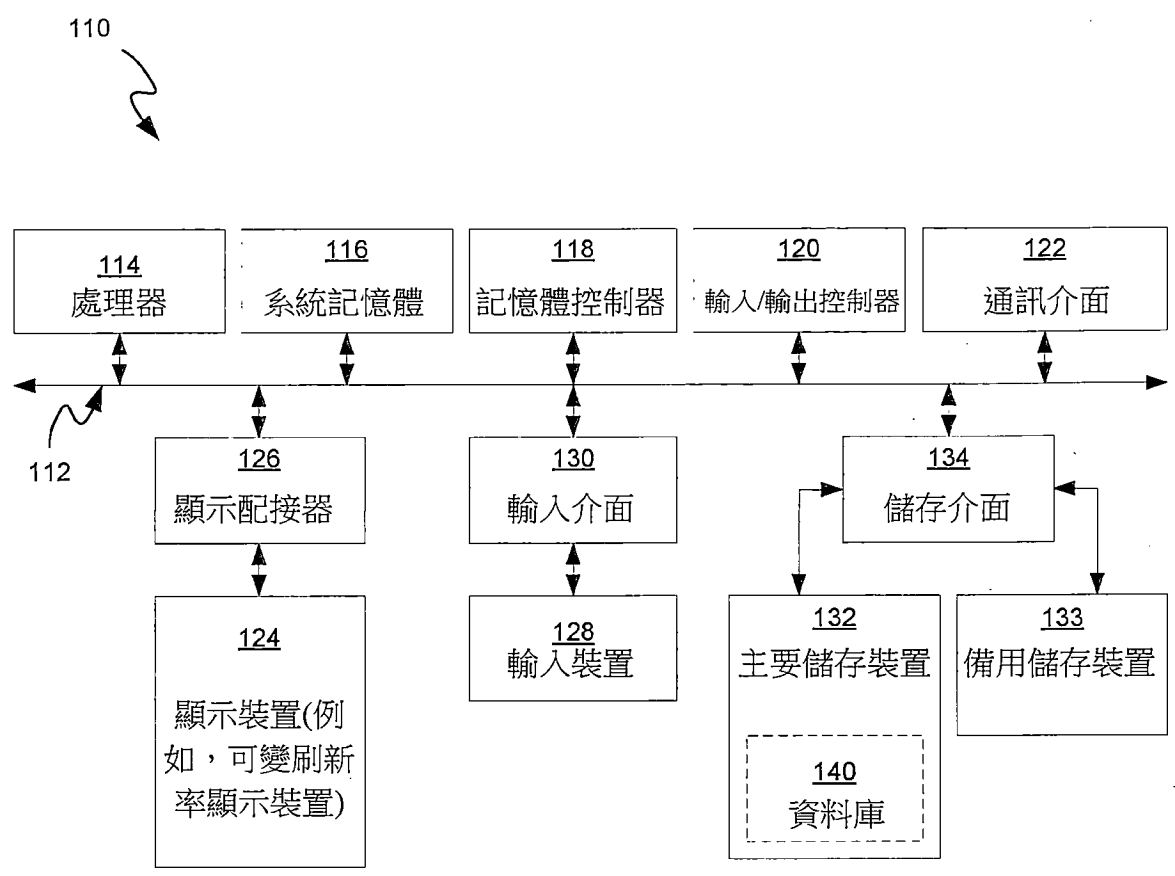 110
114
處理器
116
系統記憶體
118
記憶體控制器
120
輸入/輸出控制器
122
通訊介面
112
126
顯示配接器
130
輸入介面
134
儲存介面
124
顯示裝置(例
如，可變刷新
率顯示裝置)
128
輸入裝置
132
主要儲存裝置
140
資料庫
133
備用儲存裝置